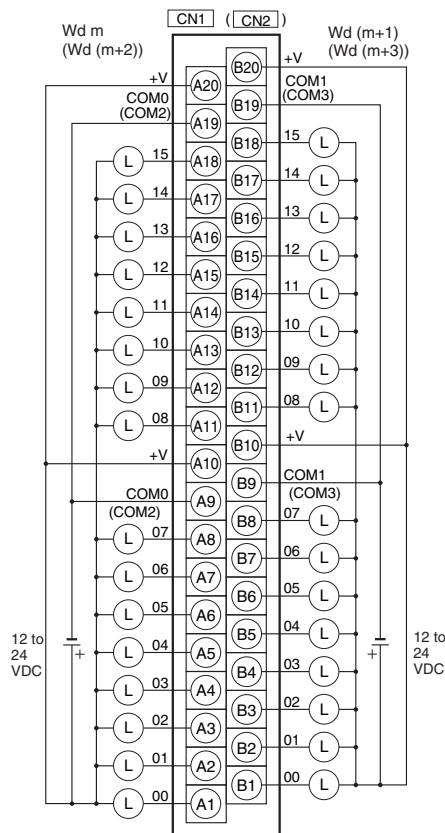 CN1 ( CN2 )
Wd m
(Wd (m+2))
Wd (m+1)
(Wd (m+3))
B20 +V
+V A20
COM1
B19 (COM3)
COM0
(COM2) A19
B18 15 L
L 15 A18
B17 14 L
L 14 A17
B16 13 L
L 13 A16
B15 12 L
L 12 A15
B14 11 L
L 11 A14
B13 10 L
L 10 A13
B12 09 L
L 09 A12
B11 08 L
L 08 A11
B10 +V
+V A10
COM1
B9 (COM3)
COM0
(COM2) A9
B8 07 L
L 07 A8
B7 06 L
L 06 A7
B6 05 L
L 05 A6
B5 04 L
L 04 A5
12 to
24
VDC
+
12 to
24
VDC
+
B4 03 L
L 03 A4
B3 02 L
L 02 A3
B2 01 L
L 01 A2
B1 00 L
L 00 A1